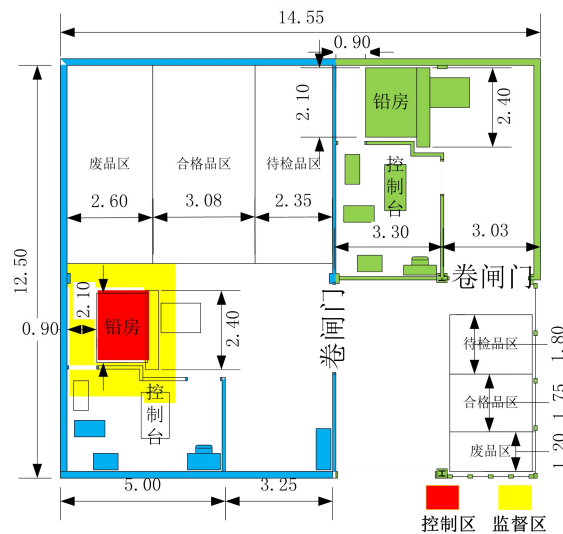 14.55
0.90
2.10
铅房
2.40
废品区
合格品区
待检品区
控制台
2.60
3.08
2.35
3.30
3.03
12.50
卷闸门
2.10
0.90
铅房
2.40
卷闸门
待检品区
1.80
合格品区
1.75
废品区
1.20
控制台
5.00
3.25
控制区
监督区